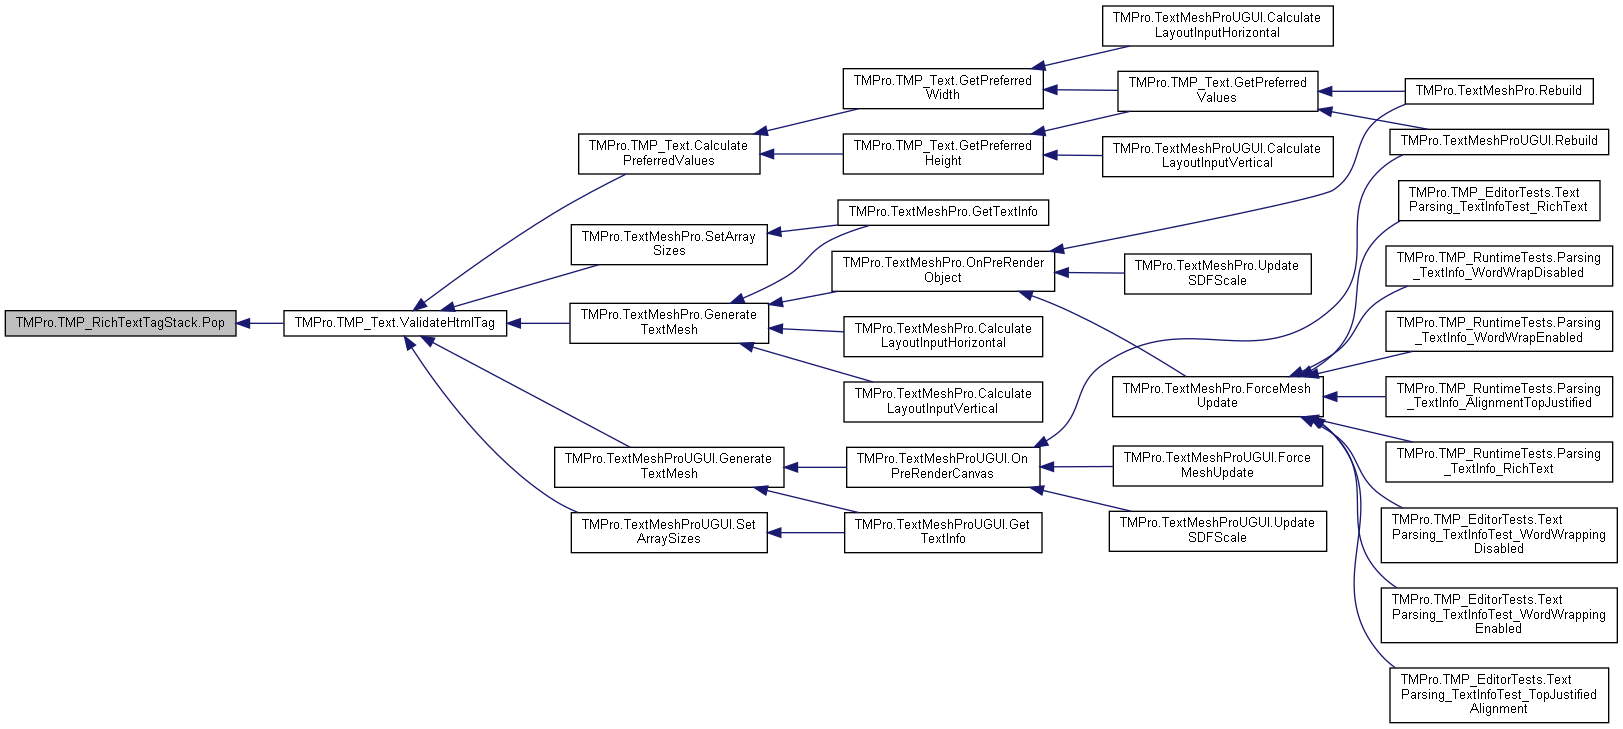 TMPro.TMP_RichTextTagStack.Pop
TMPro.TMP_Text.ValidateHtmlTag
TMPro.TMP_Text.Calculate
PreferredValues
TMPro.TextMeshPro.SetArray
Sizes
TMPro.TextMeshPro.Generate
TextMesh
TMPro.TextMeshProUGUI.Generate
TextMesh
TMPro.TextMeshProUGUI.Set
ArraySizes
TMPro.TMP_Text.GetPreferred
Width
TMPro.TMP_Text.GetPreferred
Height
TMPro.TextMeshPro.GetTextInfo
TMPro.TextMeshPro.OnPreRender
Object
TMPro.TextMeshPro.Calculate
LayoutInputHorizontal
TMPro.TextMeshPro.Calculate
LayoutInputVertical
TMPro.TextMeshProUGUI.On
PreRenderCanvas
TMPro.TextMeshProUGUI.Get
TextInfo
TMPro.TextMeshProUGUI.Calculate
LayoutInputHorizontal
TMPro.TMP_Text.GetPreferred
Values
TMPro.TextMeshProUGUI.Calculate
LayoutInputVertical
TMPro.TextMeshPro.Update
SDFScale
TMPro.TextMeshPro.ForceMesh
Update
TMPro.TextMeshProUGUI.Force
MeshUpdate
TMPro.TextMeshProUGUI.Update
SDFScale
TMPro.TextMeshPro.Rebuild
TMPro.TextMeshProUGUI.Rebuild
TMPro.TMP_EditorTests.Text
Parsing_TextInfoTest_RichText
TMPro.TMP_RuntimeTests.Parsing
_TextInfo_WordWrapDisabled
TMPro.TMP_RuntimeTests.Parsing
_TextInfo_WordWrapEnabled
TMPro.TMP_RuntimeTests.Parsing
_TextInfo_AlignmentTopJustified
TMPro.TMP_RuntimeTests.Parsing
_TextInfo_RichText
TMPro.TMP_EditorTests.Text
Parsing_TextInfoTest_WordWrapping
Disabled
TMPro.TMP_EditorTests.Text
Parsing_TextInfoTest_WordWrapping
Enabled
TMPro.TMP_EditorTests.Text
Parsing_TextInfoTest_TopJustified
Alignment